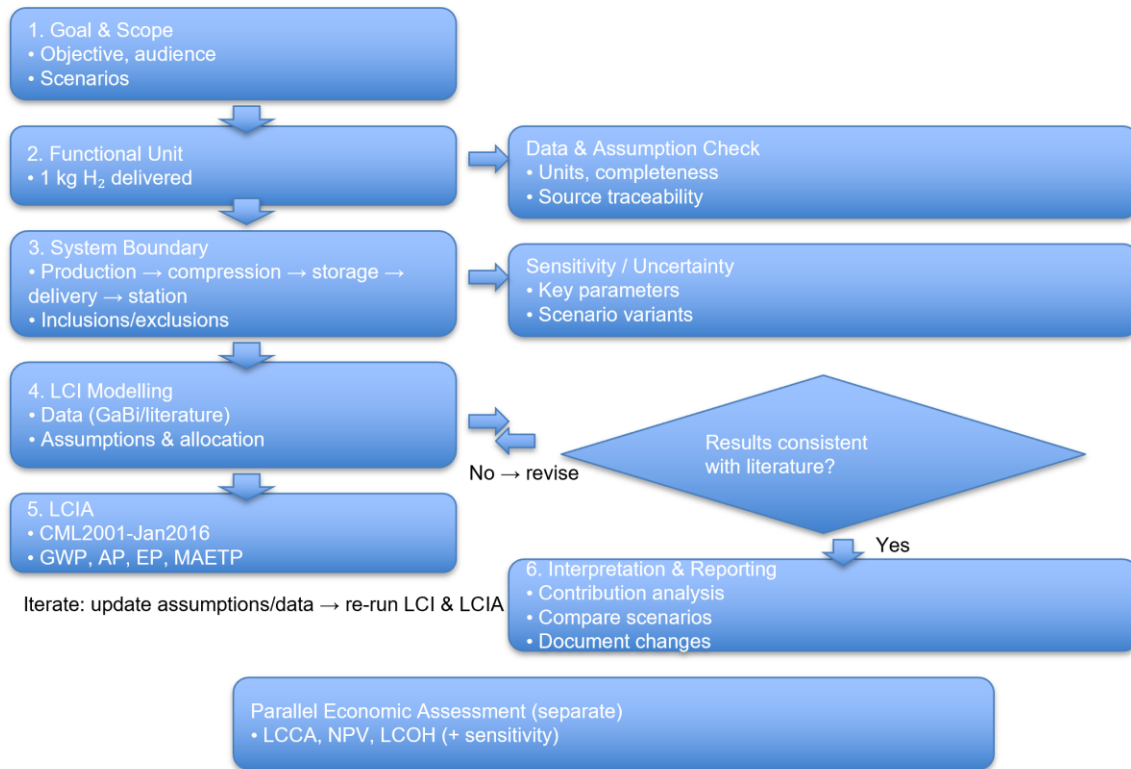 1. Goal & Scope
• Objective, audience
• Scenarios
2. Functional Unit
• 1 kg H₂ delivered
Data & Assumption Check
• Units, completeness
• Source traceability
3. System Boundary
• Production → compression → storage →
delivery → station
• Inclusions/exclusions
Sensitivity / Uncertainty
• Key parameters
• Scenario variants
4. LCI Modelling
• Data (GaBi/literature)
• Assumptions & allocation
Results consistent
with literature?
No → revise
5. LCIA
• CML2001-Jan2016
• GWP, AP, EP, MAETP
Yes
6. Interpretation & Reporting
• Contribution analysis
• Compare scenarios
• Document changes
Iterate: update assumptions/data → re-run LCI & LCIA
Parallel Economic Assessment (separate)
• LCCA, NPV, LCOH (+ sensitivity)